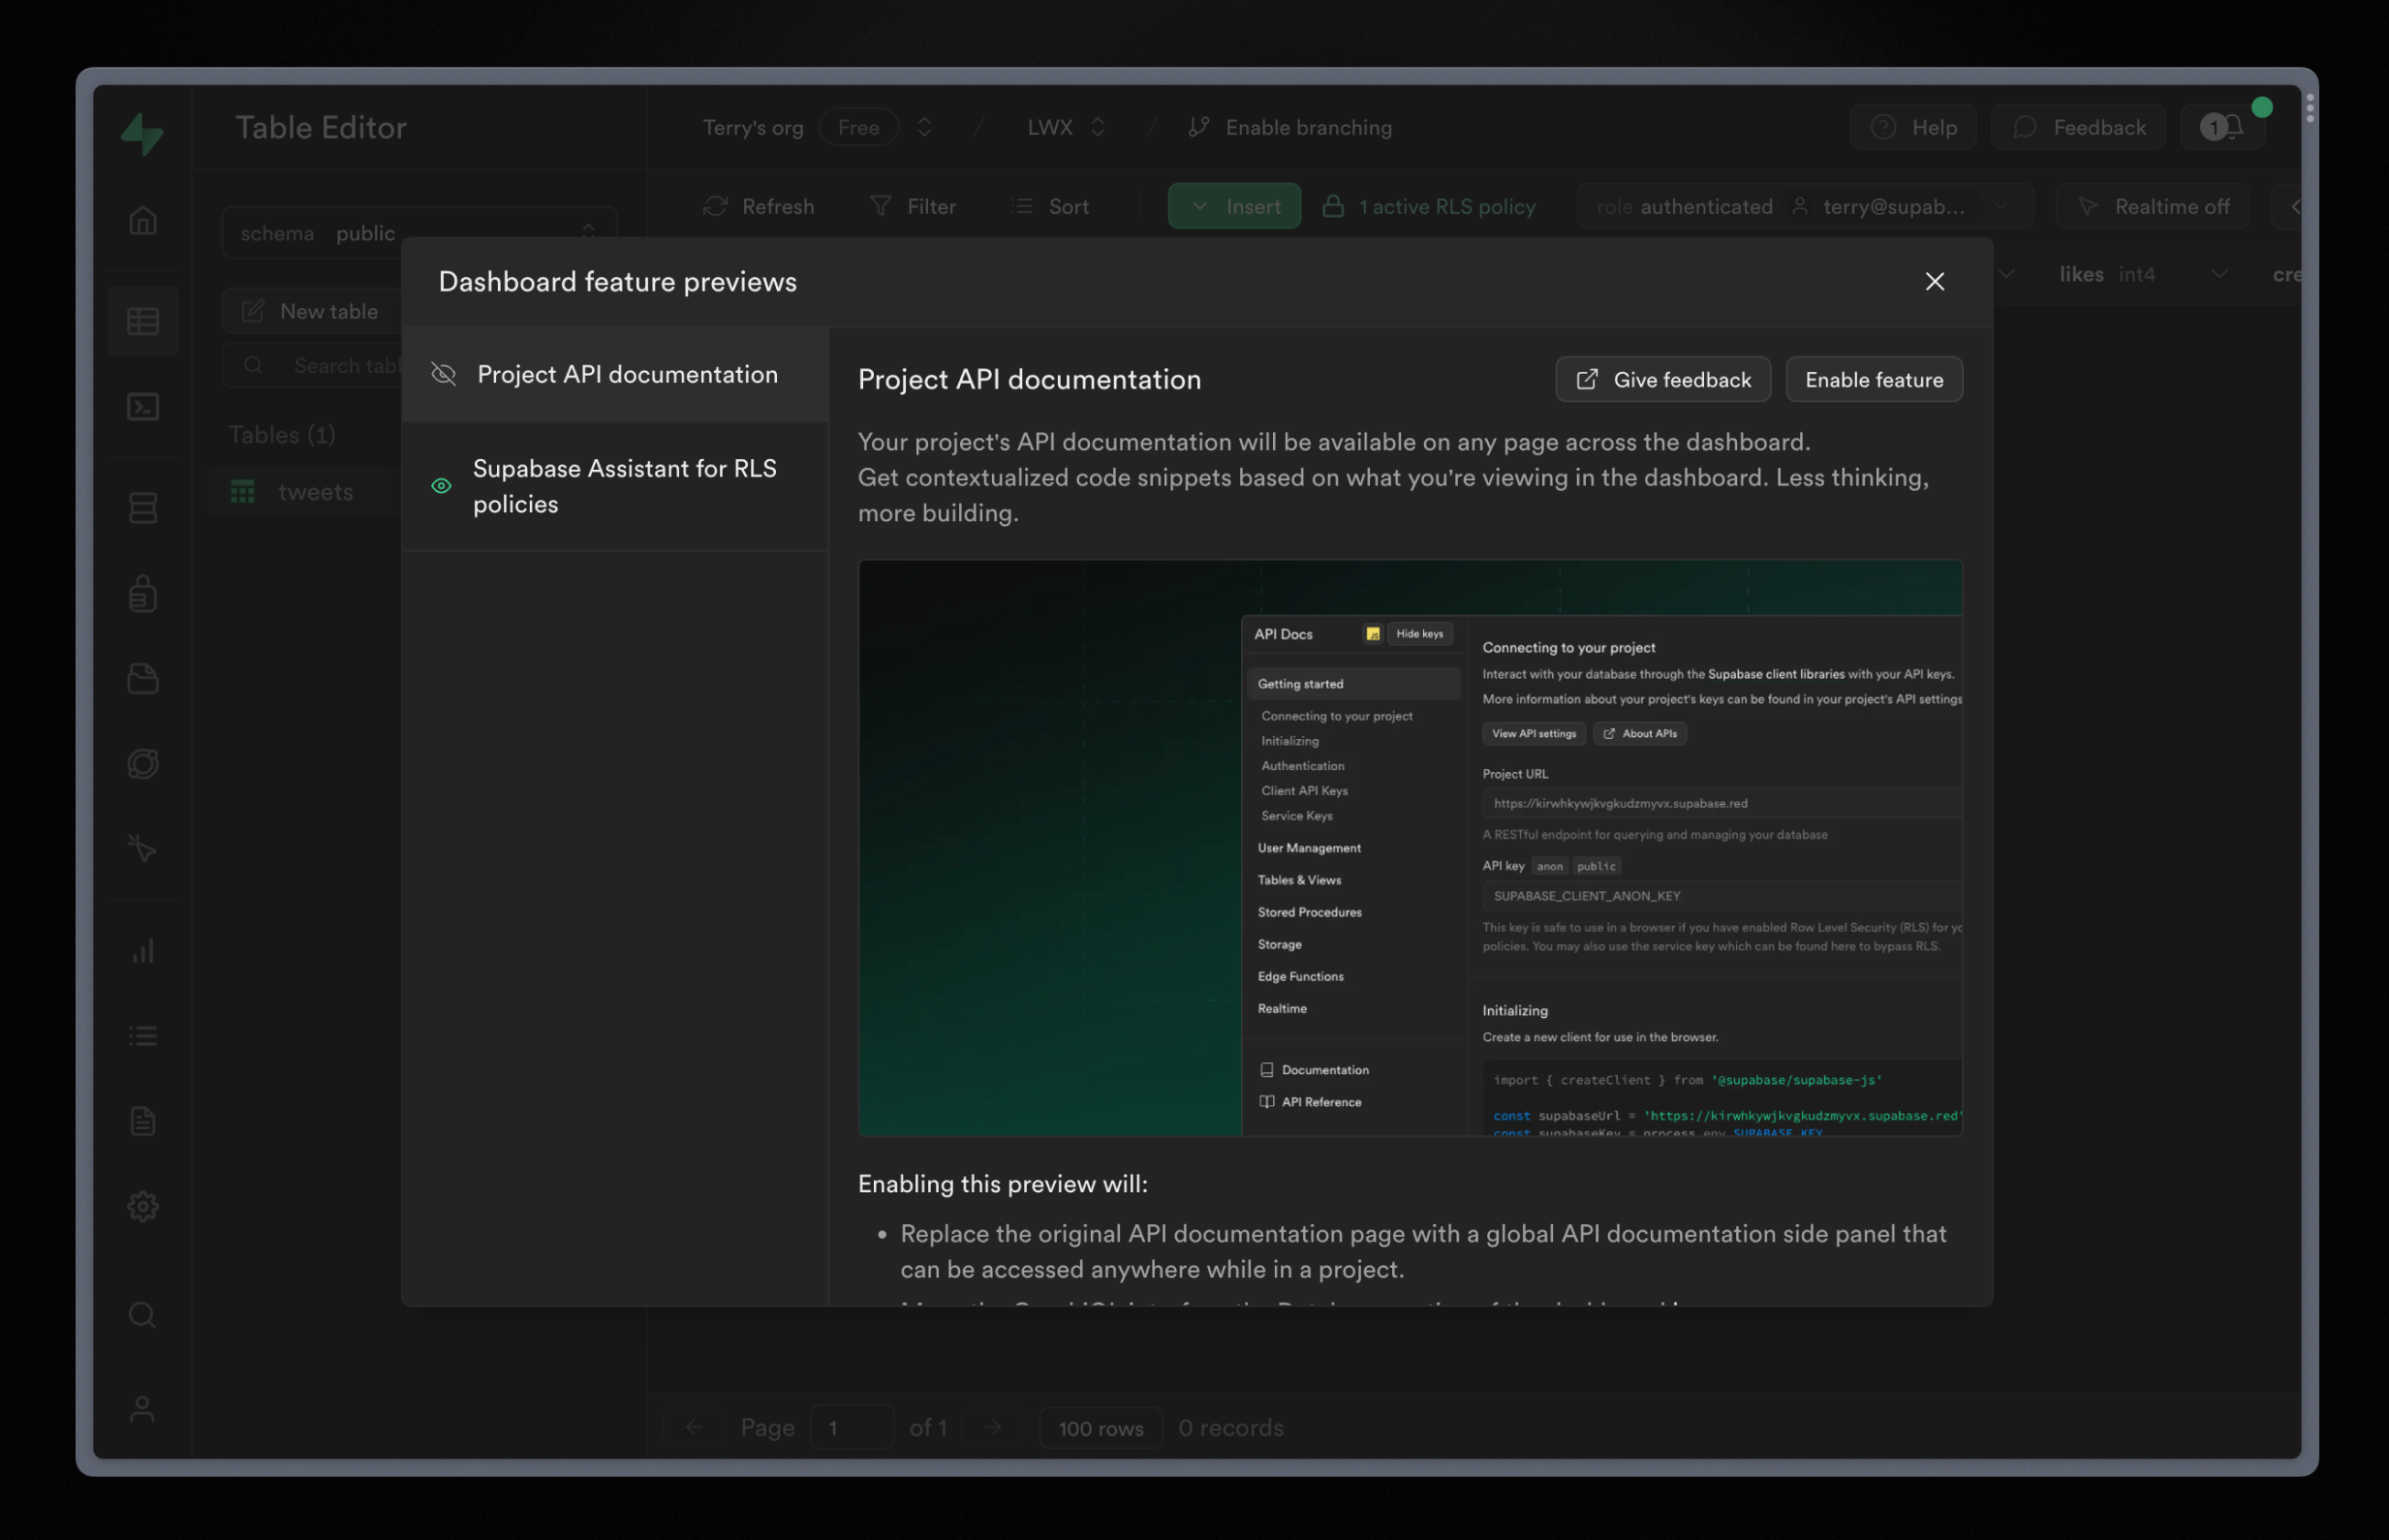 Table Editor
Terry's org Free
LWX
Enable branching
Help
Feedback
1
schema public
Refresh
Filter
Sort
Insert
1 active RLS policy
role authenticated terry@supab...
Realtime off
New table
Search
likes int4
Tables (1)
tweets
Dashboard feature previews
Project API documentation
Supabase Assistant for RLS
policies
Project API documentation
Give feedback
Enable feature
Your project's API documentation will be available on any page across the dashboard.
Get contextualized code snippets based on what you're viewing in the dashboard. Less thinking,
more building.
API Docs
JS
Hide keys
Getting started
Connecting to your project
Initializing
Authentication
Client API Keys
Service Keys
User Management
Tables & Views
Stored Procedures
Storage
Edge Functions
Realtime
Documentation
API Reference
Connecting to your project
Interact with your database through the Supabase client libraries with your API keys.
More information about your project's keys can be found in your project's API settings
View API settings
About APIs
Project URL
https://kirwhkywjkvgkudzmyvx.supabase.red
A RESTful endpoint for querying and managing your database
API key anon public
SUPABASE_CLIENT_ANON_KEY
This key is safe to use in a browser if you have enabled Row Level Security (RLS) for
policies. You may also use the service key which can be found here to bypass RLS.
Initializing
Create a new client for use in the browser.
import { createClient } from '@supabase/supabase-js'
const supabaseUrl = 'https://kirwhkywjkvgkudzmyvx.supabase.red'
const supabaseKey = process.env.SUPABASE_KEY
Enabling this preview will:
• Replace the original API documentation page with a global API documentation side panel that
can be accessed anywhere while in a project.
Page 1 of 1
100 rows
0 records